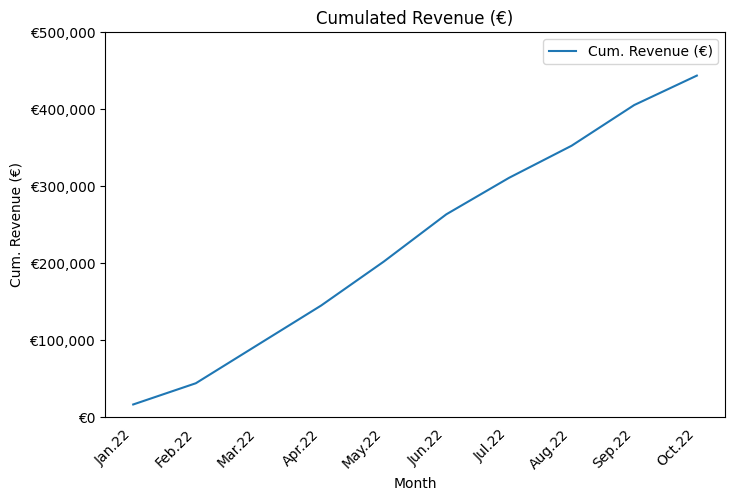 Cumulated Revenue (€)
€500,000
Cum. Revenue (€)
€400,000
€300,000
€200,000
€100,000
€0
Cum. Revenue (€)
Jan.22
Feb.22
Mar.22
Apr.22
May.22
Jun.22
Jul.22
Aug.22
Sep.22
Oct.22
Month